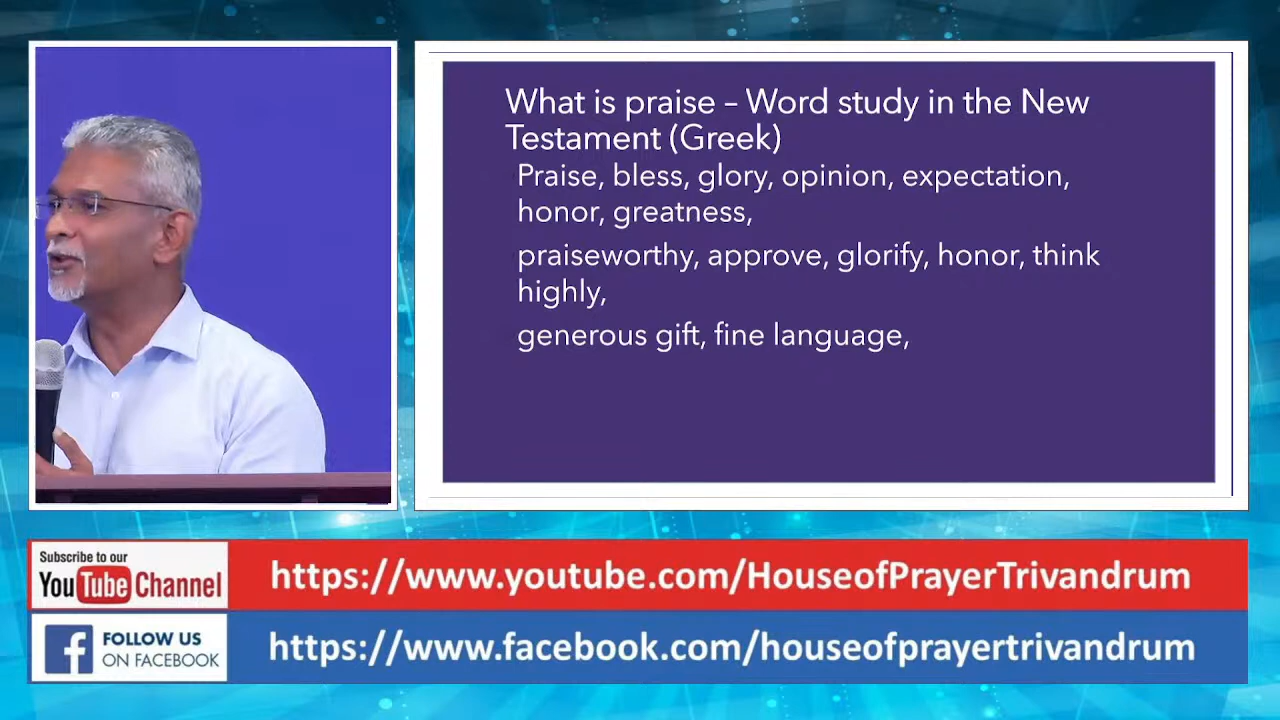 What is praise – Word study in the New
Testament (Greek)
Praise, bless, glory, opinion, expectation,
honor, greatness,
praiseworthy, approve, glorify, honor, think
highly,
generous gift, fine language,
Subscribe to our
YouTube Channel
https://www.youtube.com/HouseofPrayerTrivandrum
f FOLLOW US
ON FACEBOOK
https://www.facebook.com/houseofprayertrivandrum